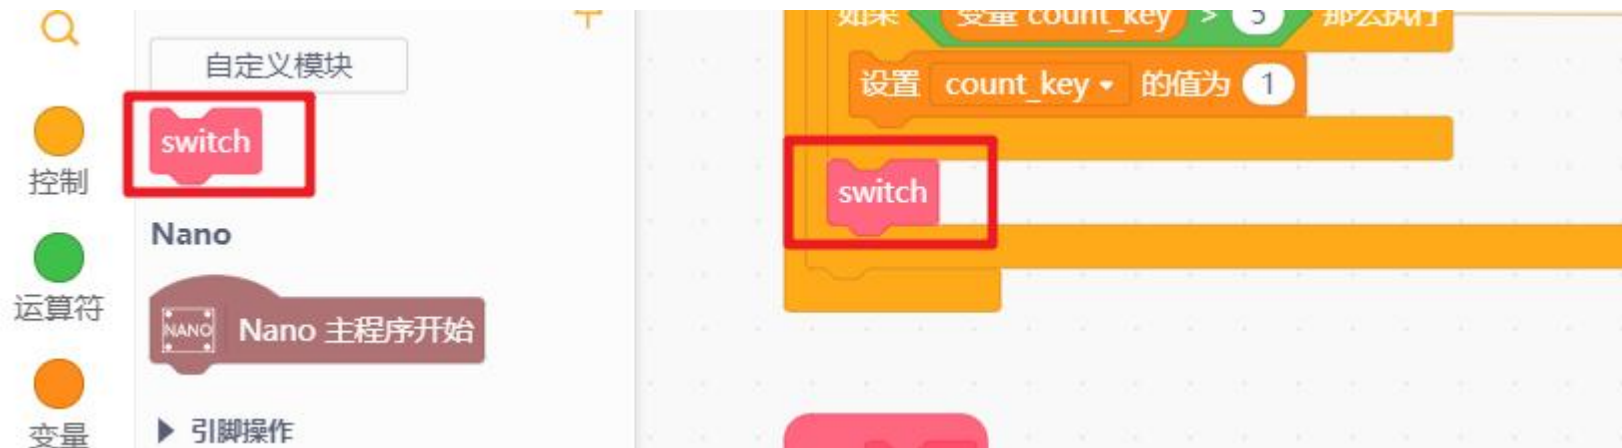 自定义模块
switch
控制
Nano
运算符
NANO Nano 主程序开始
变量
引脚操作
如果 变量 count_key > 5 那么执行
设置 count_key 的值为 1
switch